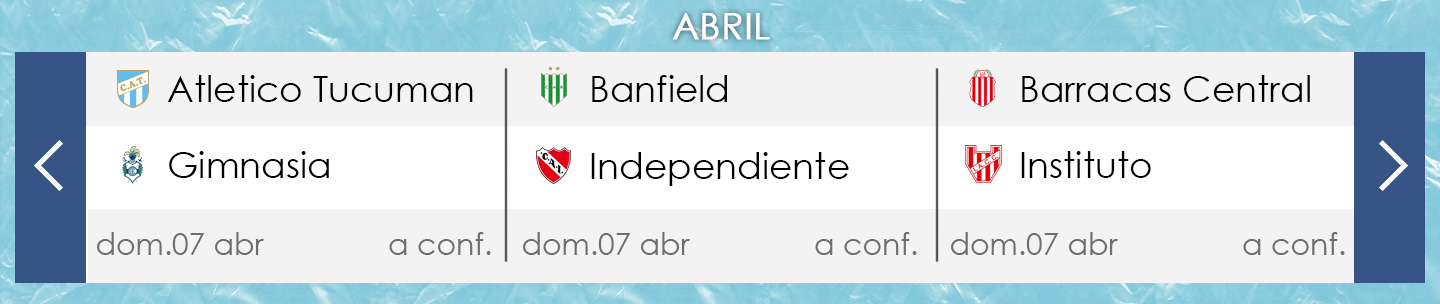 ABRIL
C.A.T.
Atletico Tucuman
Gimnasia
dom.07 abr
a conf.
Banfield
C.A.I.
Independiente
dom.07 abr
a conf.
Barracas Central
Instituto
dom.07 abr
a conf.